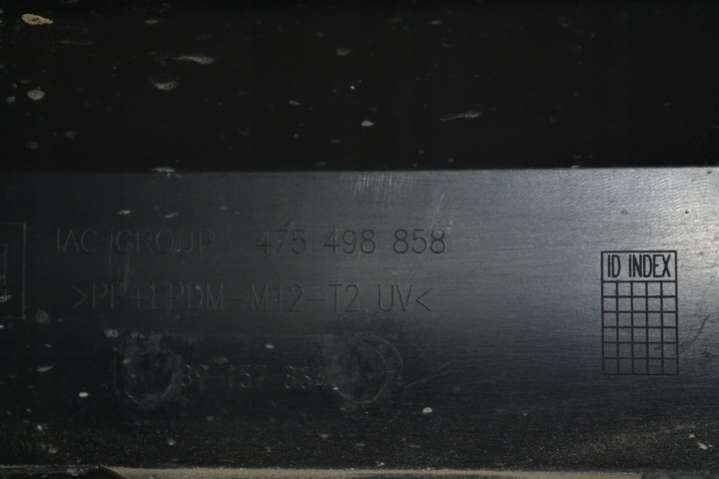 IAC GROUP 475 498 858
ID INDEX
>PP+EPDM-M12-T2 UV<